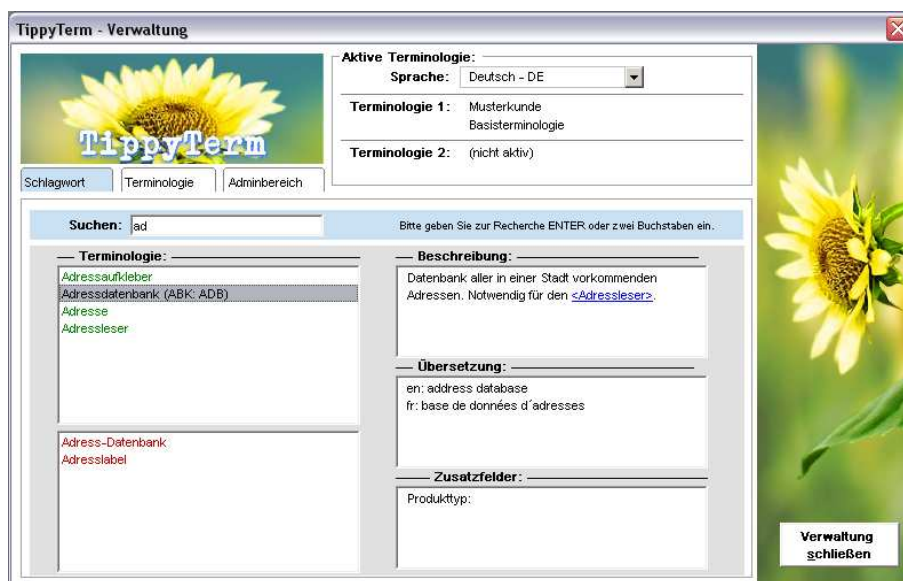 TippyTerm - Verwaltung
TippyTerm
Aktive Terminologie:
Sprache: Deutsch - DE
Terminologie 1: Musterkunde
Basisterminologie
Terminologie 2: (nicht aktiv)
Schlagwort Terminologie Adminbereich
Suchen: ad Bitte geben Sie zur Recherche ENTER oder zwei Buchstaben ein.
Terminologie:
Adressaufkleber
Adressdatenbank (ABK: ADB)
Adresse
Adressleser
Adress-Datenbank
Adresslabel
Beschreibung:
Datenbank aller in einer Stadt vorkommenden
Adressen. Notwendig für den <Adressleser>.
Übersetzung:
en: address database
fr: base de données d´adresses
Zusatzfelder:
Produkttyp:
Verwaltung
schließen